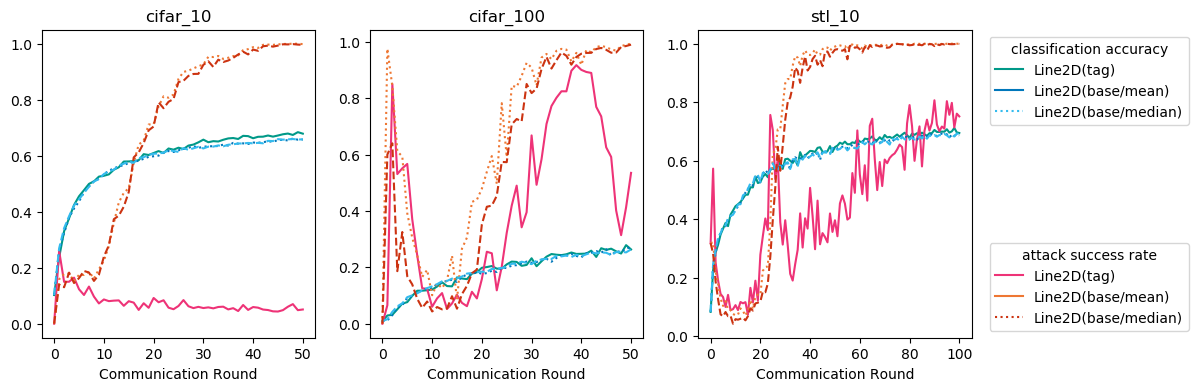 cifar_10
1.0
0.8
0.6
0.4
0.2
0.0
0 10 20 30 40 50
Communication Round
cifar_100
1.0
0.8
0.6
0.4
0.2
0.0
0 10 20 30 40 50
Communication Round
stl_10
1.0
0.8
0.6
0.4
0.2
0.0
0 20 40 60 80 100
Communication Round
classification accuracy
Line2D(tag)
Line2D(base/mean)
Line2D(base/median)
attack success rate
Line2D(tag)
Line2D(base/mean)
Line2D(base/median)